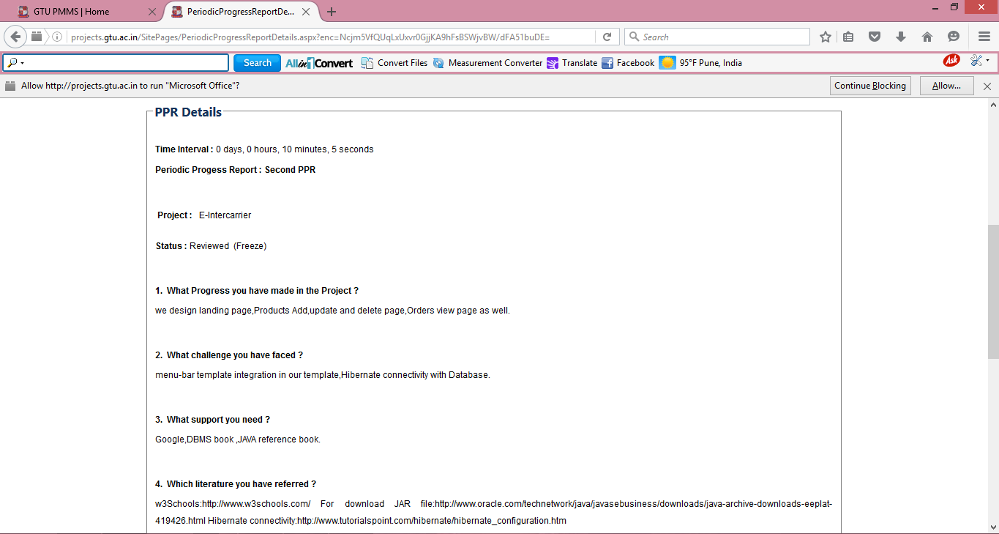 GTU PMMS | Home
PeriodicProgressReportDe...
projects.gtu.ac.in/SitePages/PeriodicProgressReportDetails.aspx?enc=Ncjm5VfQUqLxUxvr0GjjKA9hFsBSWjvBW/dFA51buDE=
Search
Search
All in 1 Convert
Convert Files
Measurement Converter
Translate
Facebook
95°F Pune, India
Ask
Allow http://projects.gtu.ac.in to run "Microsoft Office"?
Continue Blocking
Allow...
PPR Details
Time Interval : 0 days, 0 hours, 10 minutes, 5 seconds
Periodic Progess Report : Second PPR
Project : E-Intercarrier
Status : Reviewed (Freeze)
1. What Progress you have made in the Project ?
we design landing page,Products Add,update and delete page,Orders view page as well.
2. What challenge you have faced ?
menu-bar template integration in our template,Hibernate connectivity with Database.
3. What support you need ?
Google,DBMS book ,JAVA reference book.
4. Which literature you have referred ?
w3Schools:http://www.w3schools.com/ For download JAR file:http://www.oracle.com/technetwork/java/javasebusiness/downloads/java-archive-downloads-eeplat-
419426.html Hibernate connectivity:http://www.tutorialspoint.com/hibernate/hibernate_configuration.htm